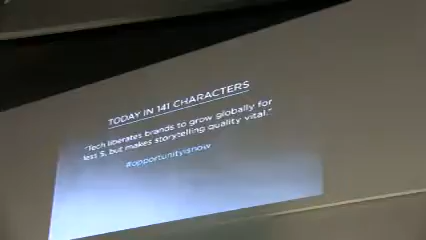 TODAY IN 141 CHARACTERS
"Tech liberates brands to grow globally for
less $, but makes storytelling quality vital."
#opportunityisnow